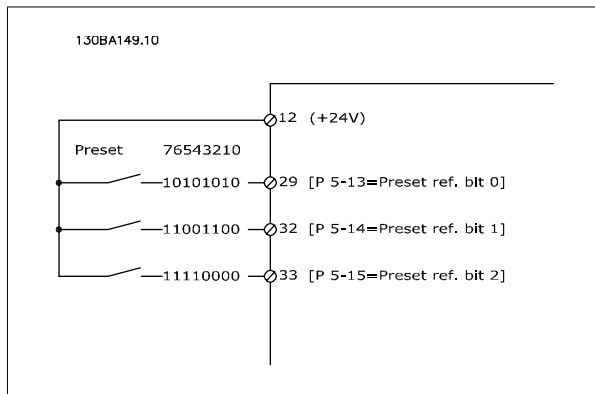 130BA149.10
12 (+24V)
Preset 76543210
10101010 29 [P 5-13=Preset ref. bit 0]
11001100 32 [P 5-14=Preset ref. bit 1]
11110000 33 [P 5-15=Preset ref. bit 2]